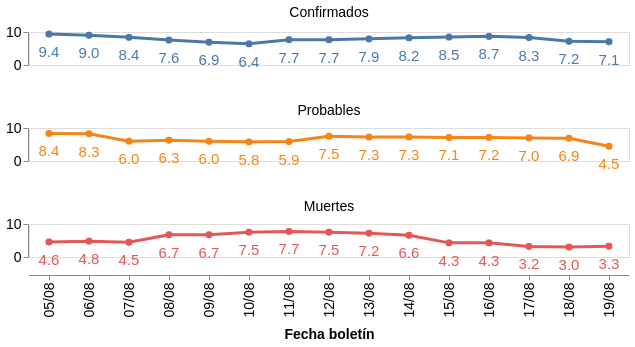 Confirmados
10
0
9.4 9.0 8.4 7.6 6.9 6.4 7.7 7.7 7.9 8.2 8.5 8.7 8.3 7.2 7.1
Probables
10
0
8.4 8.3 6.0 6.3 6.0 5.8 5.9 7.5 7.3 7.3 7.1 7.2 7.0 6.9 4.5
Muertes
10
0
4.6 4.8 4.5 6.7 6.7 7.5 7.7 7.5 7.2 6.6 4.3 4.3 3.2 3.0 3.3
05/08 06/08 07/08 08/08 09/08 10/08 11/08 12/08 13/08 14/08 15/08 16/08 17/08 18/08 19/08
Fecha boletín